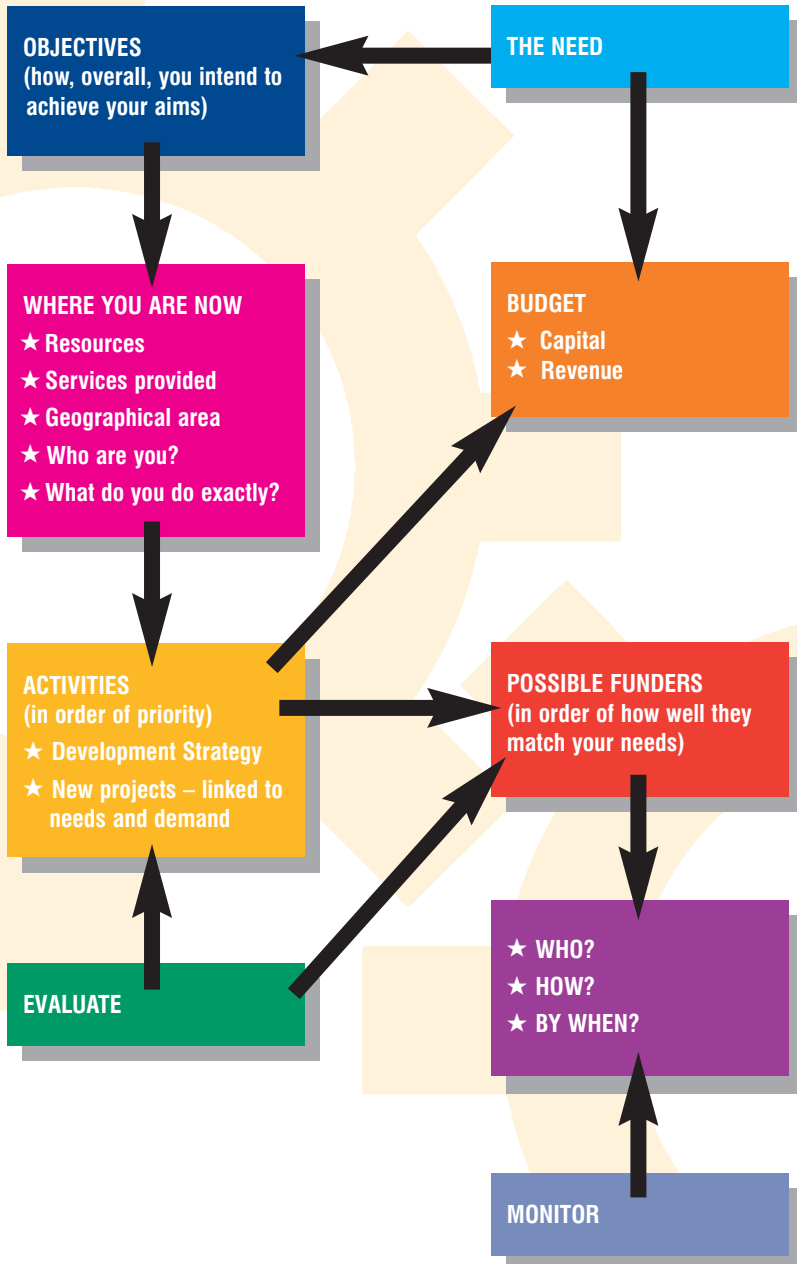 OBJECTIVES
(how, overall, you intend to
achieve your aims)
THE NEED
WHERE YOU ARE NOW
★ Resources
★ Services provided
★ Geographical area
★ Who are you?
★ What do you do exactly?
BUDGET
★ Capital
★ Revenue
ACTIVITIES
(in order of priority)
★ Development Strategy
★ New projects – linked to
needs and demand
POSSIBLE FUNDERS
(in order of how well they
match your needs)
EVALUATE
★ WHO?
★ HOW?
★ BY WHEN?
MONITOR